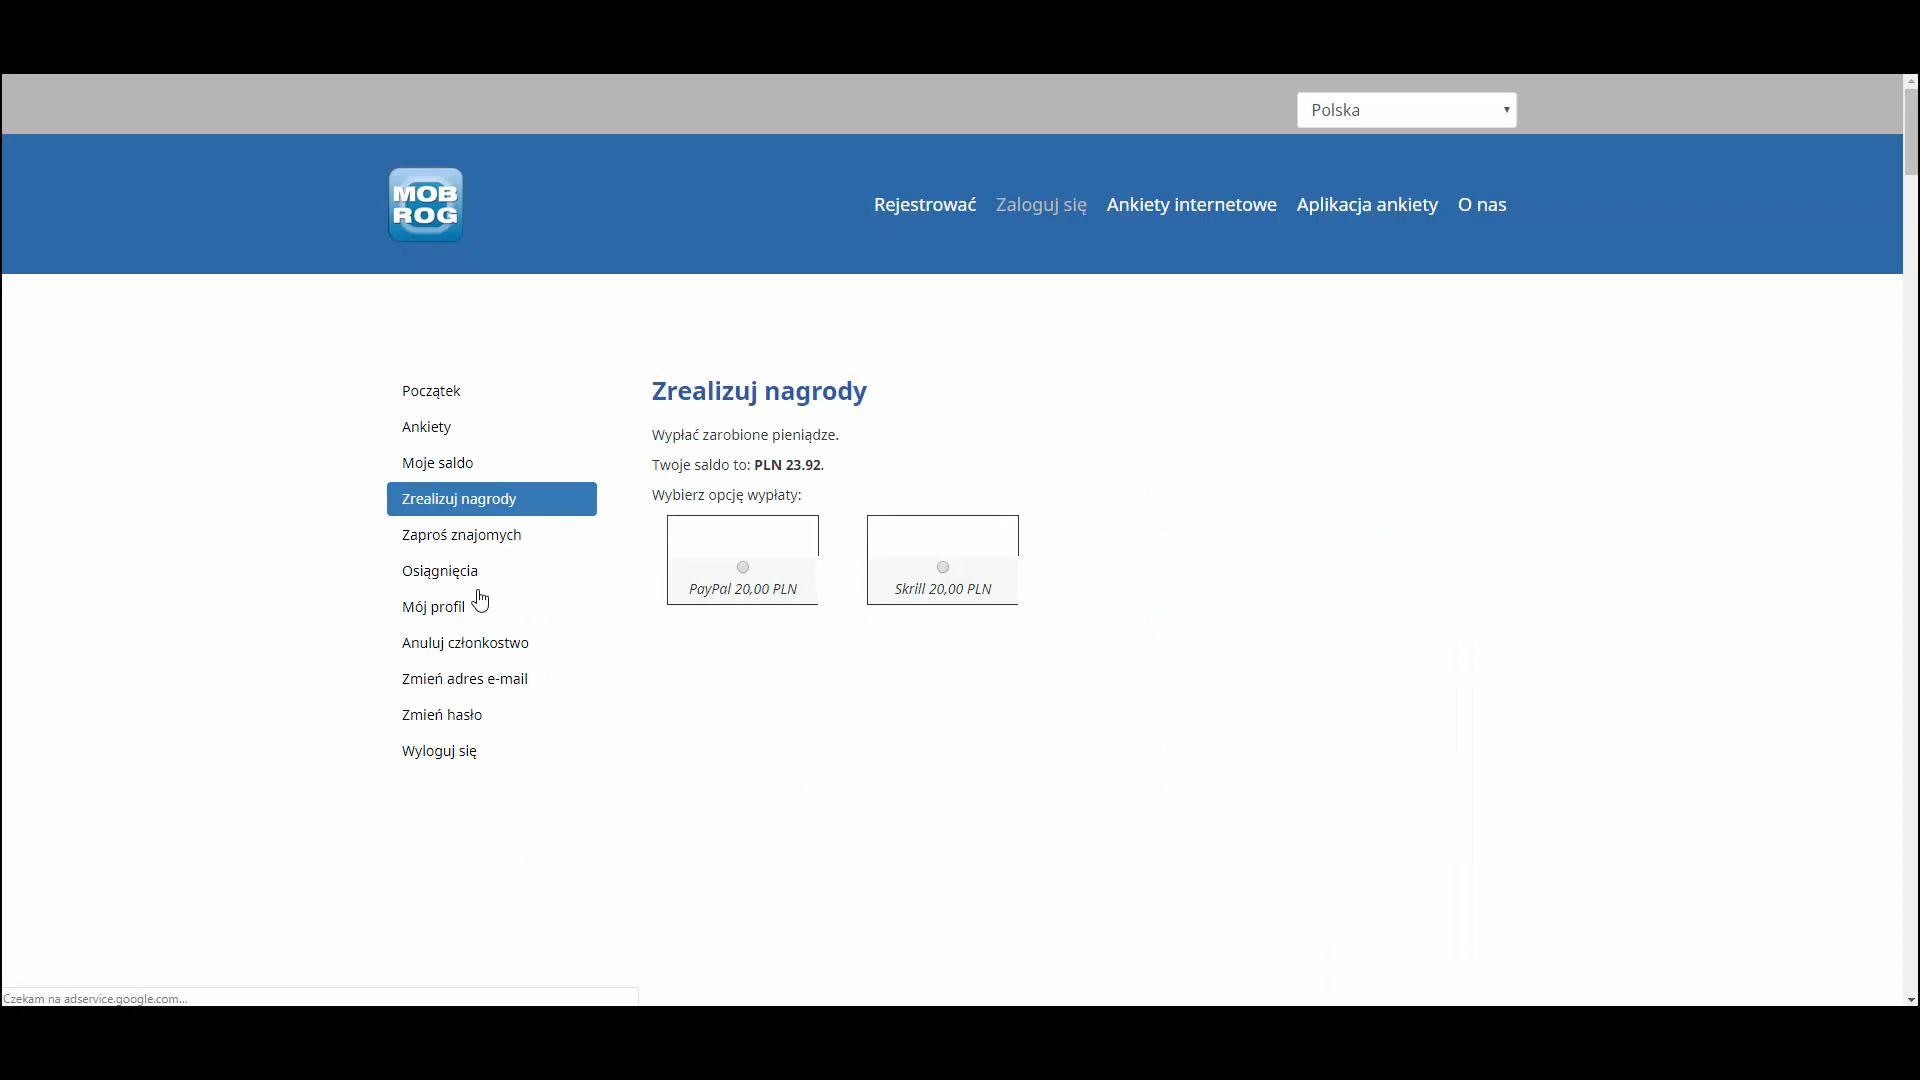 Polska
MOB
ROG
Rejestrować Zaloguj się Ankiety internetowe Aplikacja ankiety O nas
Początek
Ankiety
Moje saldo
Zrealizuj nagrody
Zaproś znajomych
Osiągnięcia
Mój profil
Anuluj członkostwo
Zmień adres e-mail
Zmień hasło
Wyloguj się
Zrealizuj nagrody
Wypłać zarobione pieniądze.
Twoje saldo to: PLN 23.92.
Wybierz opcję wypłaty:
PayPal 20,00 PLN
Skrill 20,00 PLN
Czekam na adservice.google.com...